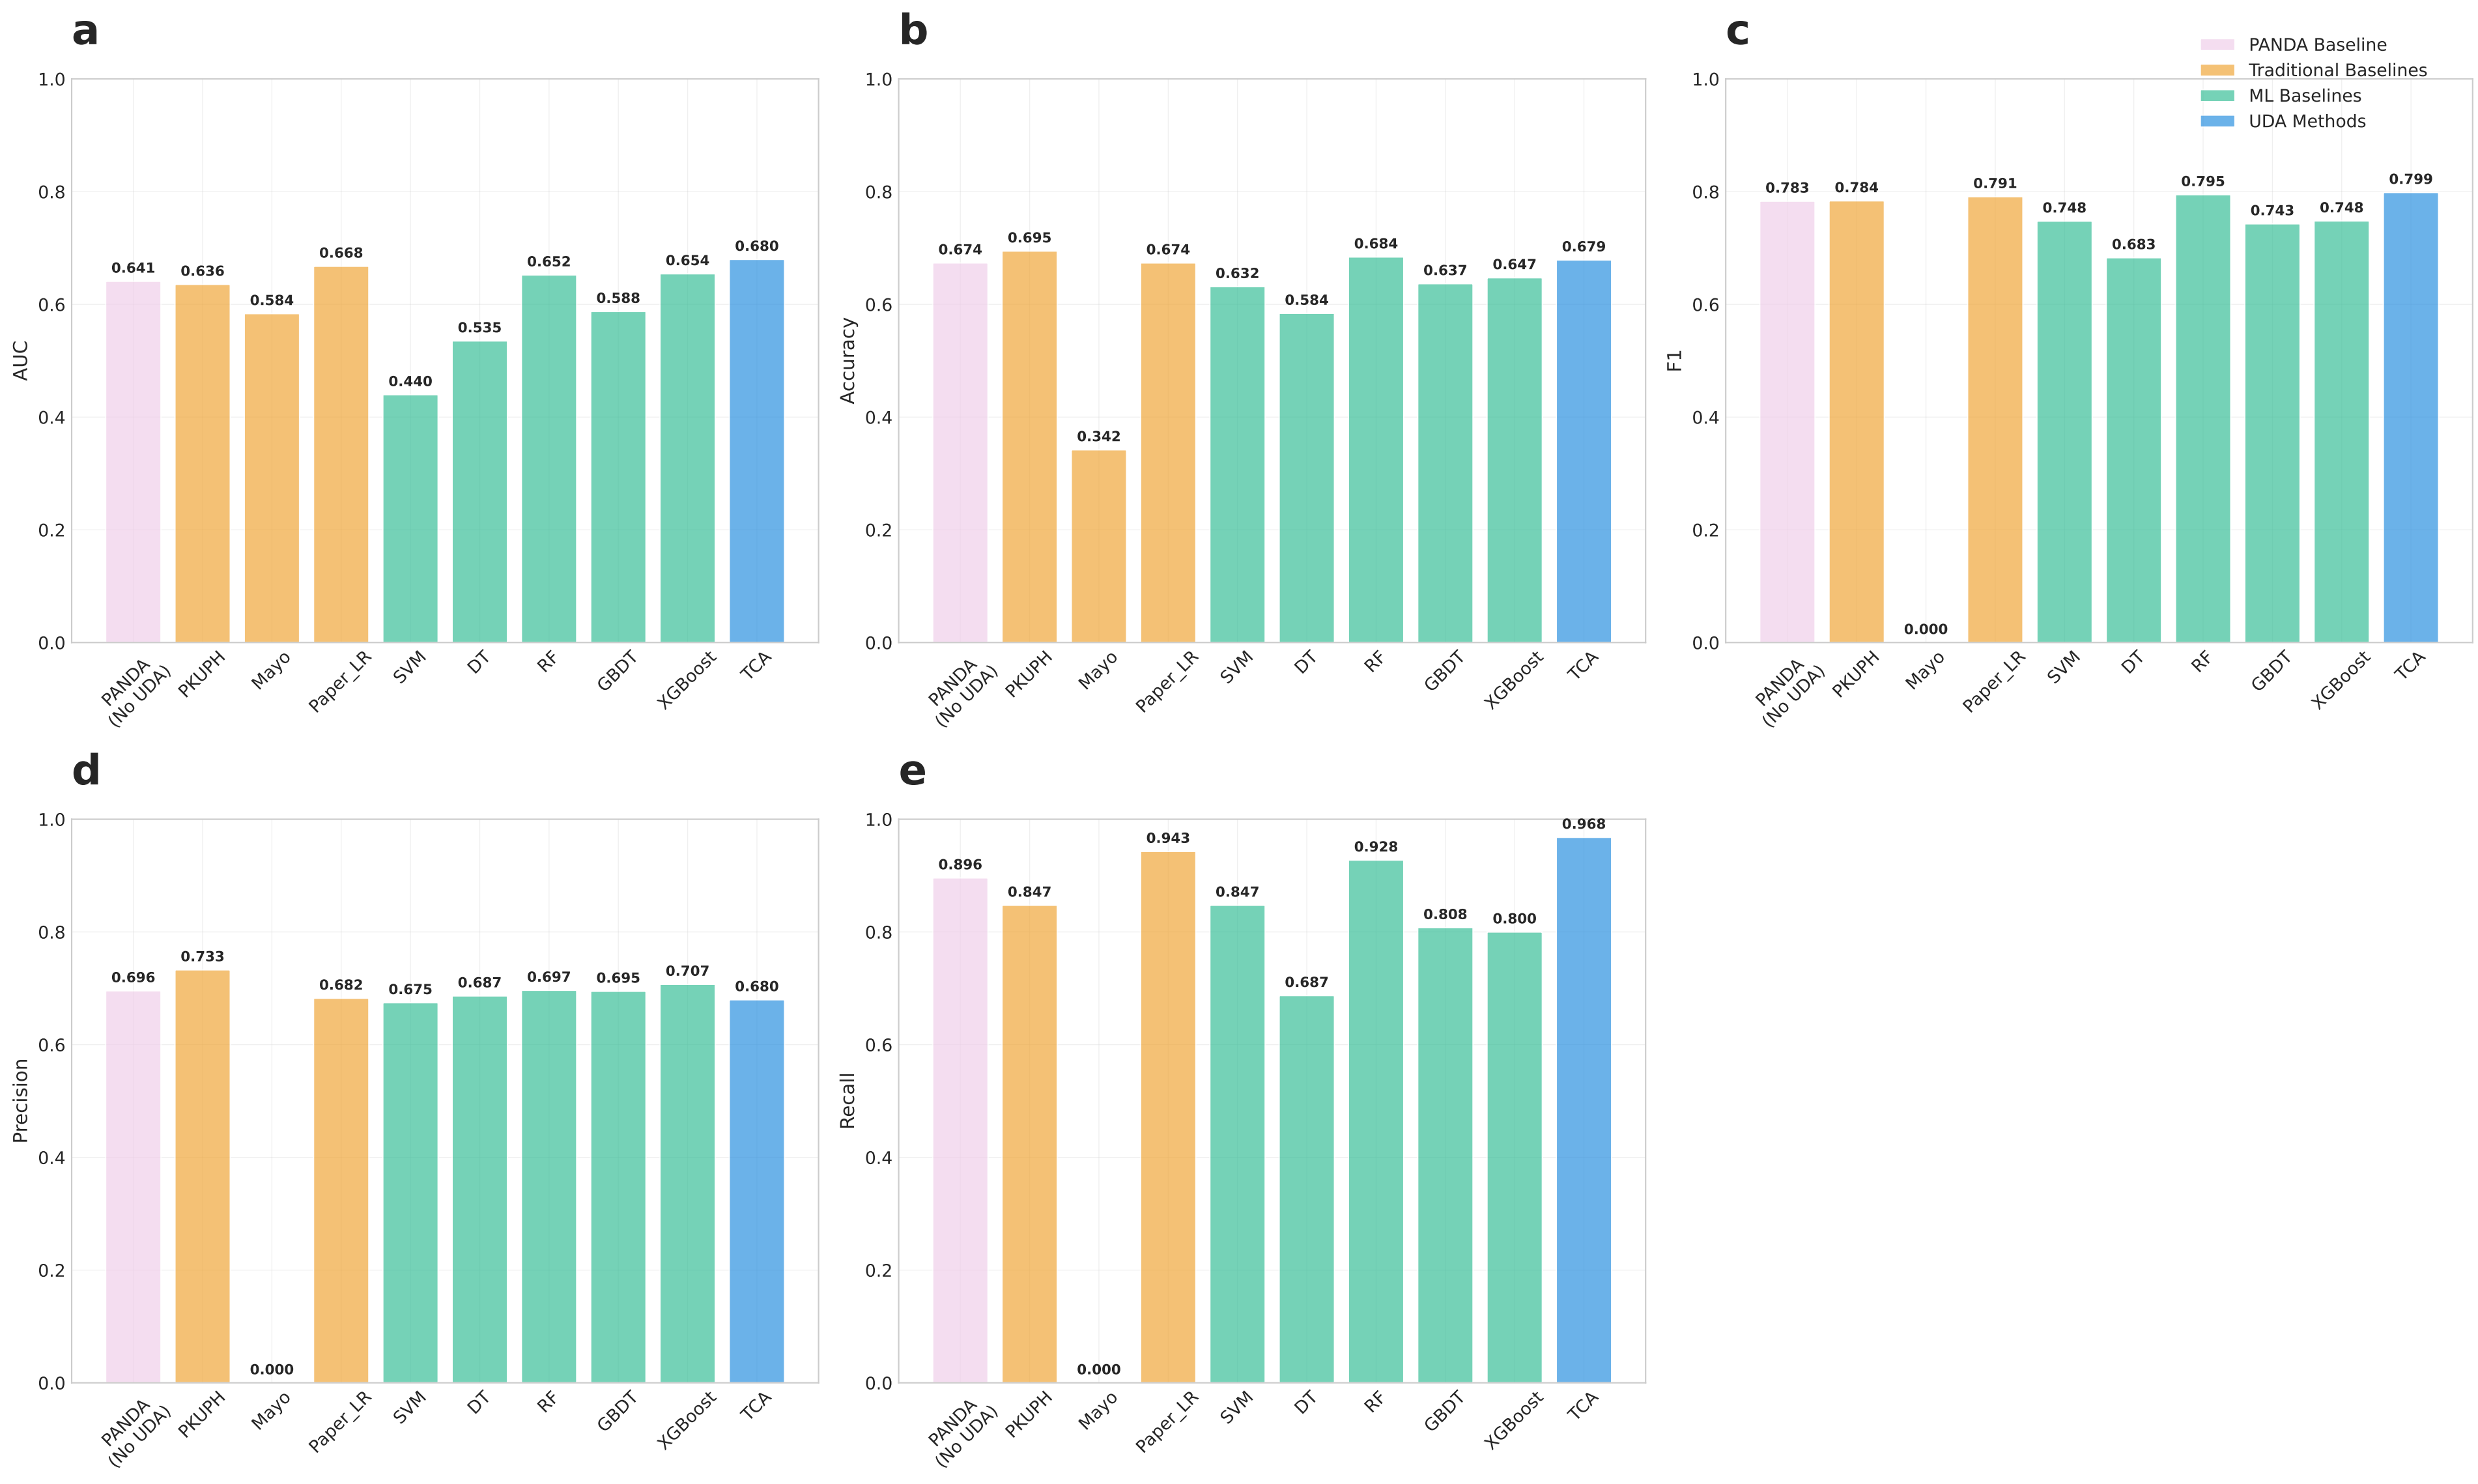 a
1.0
0.8
0.6
0.4
0.2
0.0
AUC
0.641
0.636
0.584
0.668
0.440
0.535
0.652
0.588
0.654
0.680
PANDA
(No UDA)
PKUPH
Mayo
Paper_LR
SVM
DT
RF
GBDT
XGBoost
TCA
b
1.0
0.8
0.6
0.4
0.2
0.0
Accuracy
0.674
0.695
0.342
0.674
0.632
0.584
0.684
0.637
0.647
0.679
PANDA
(No UDA)
PKUPH
Mayo
Paper_LR
SVM
DT
RF
GBDT
XGBoost
TCA
c
PANDA Baseline
Traditional Baselines
ML Baselines
UDA Methods
1.0
0.8
0.6
0.4
0.2
0.0
F1
0.783
0.784
0.000
0.791
0.748
0.683
0.795
0.743
0.748
0.799
PANDA
(No UDA)
PKUPH
Mayo
Paper_LR
SVM
DT
RF
GBDT
XGBoost
TCA
d
1.0
0.8
0.6
0.4
0.2
0.0
Precision
0.696
0.733
0.000
0.682
0.675
0.687
0.697
0.695
0.707
0.680
PANDA
(No UDA)
PKUPH
Mayo
Paper_LR
SVM
DT
RF
GBDT
XGBoost
TCA
e
1.0
0.8
0.6
0.4
0.2
0.0
Recall
0.896
0.847
0.000
0.943
0.847
0.687
0.928
0.808
0.800
0.968
PANDA
(No UDA)
PKUPH
Mayo
Paper_LR
SVM
DT
RF
GBDT
XGBoost
TCA